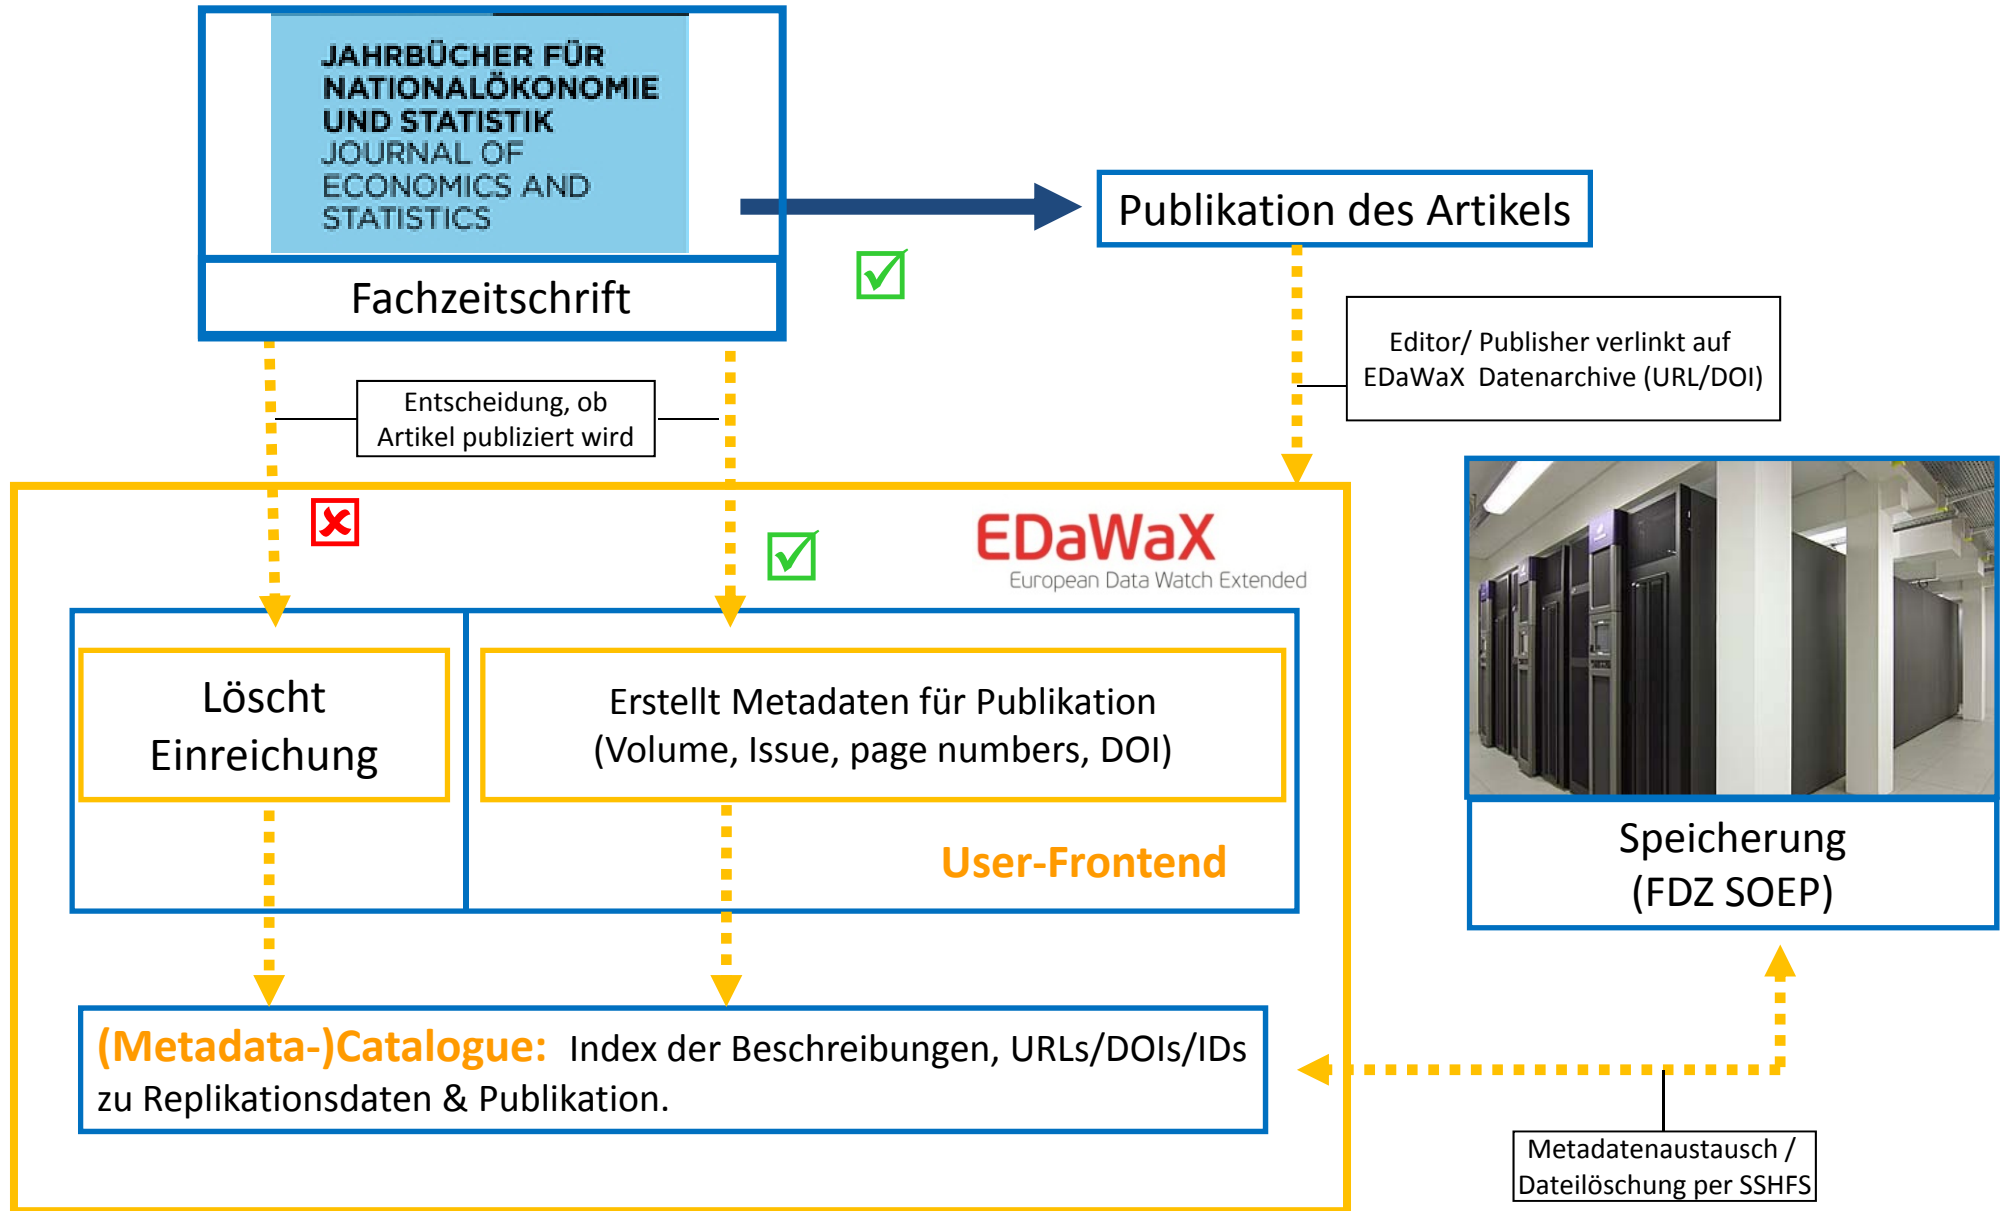 JAHRBÜCHER FÜR
NATIONALÖKONOMIE
UND STATISTIK
JOURNAL OF
ECONOMICS AND
STATISTICS
Fachzeitschrift
Publikation des Artikels
Editor/ Publisher verlinkt auf
EDaWaX Datenarchive (URL/DOI)
Entscheidung, ob
Artikel publiziert wird
EDaWaX
European Data Watch Extended
Löscht
Einreichung
Erstellt Metadaten für Publikation
(Volume, Issue, page numbers, DOI)
User-Frontend
Speicherung
(FDZ SOEP)
(Metadata-)Catalogue: Index der Beschreibungen, URLs/DOIs/IDs
zu Replikationsdaten & Publikation.
Metadatenaustausch /
Dateilöschung per SSHFS